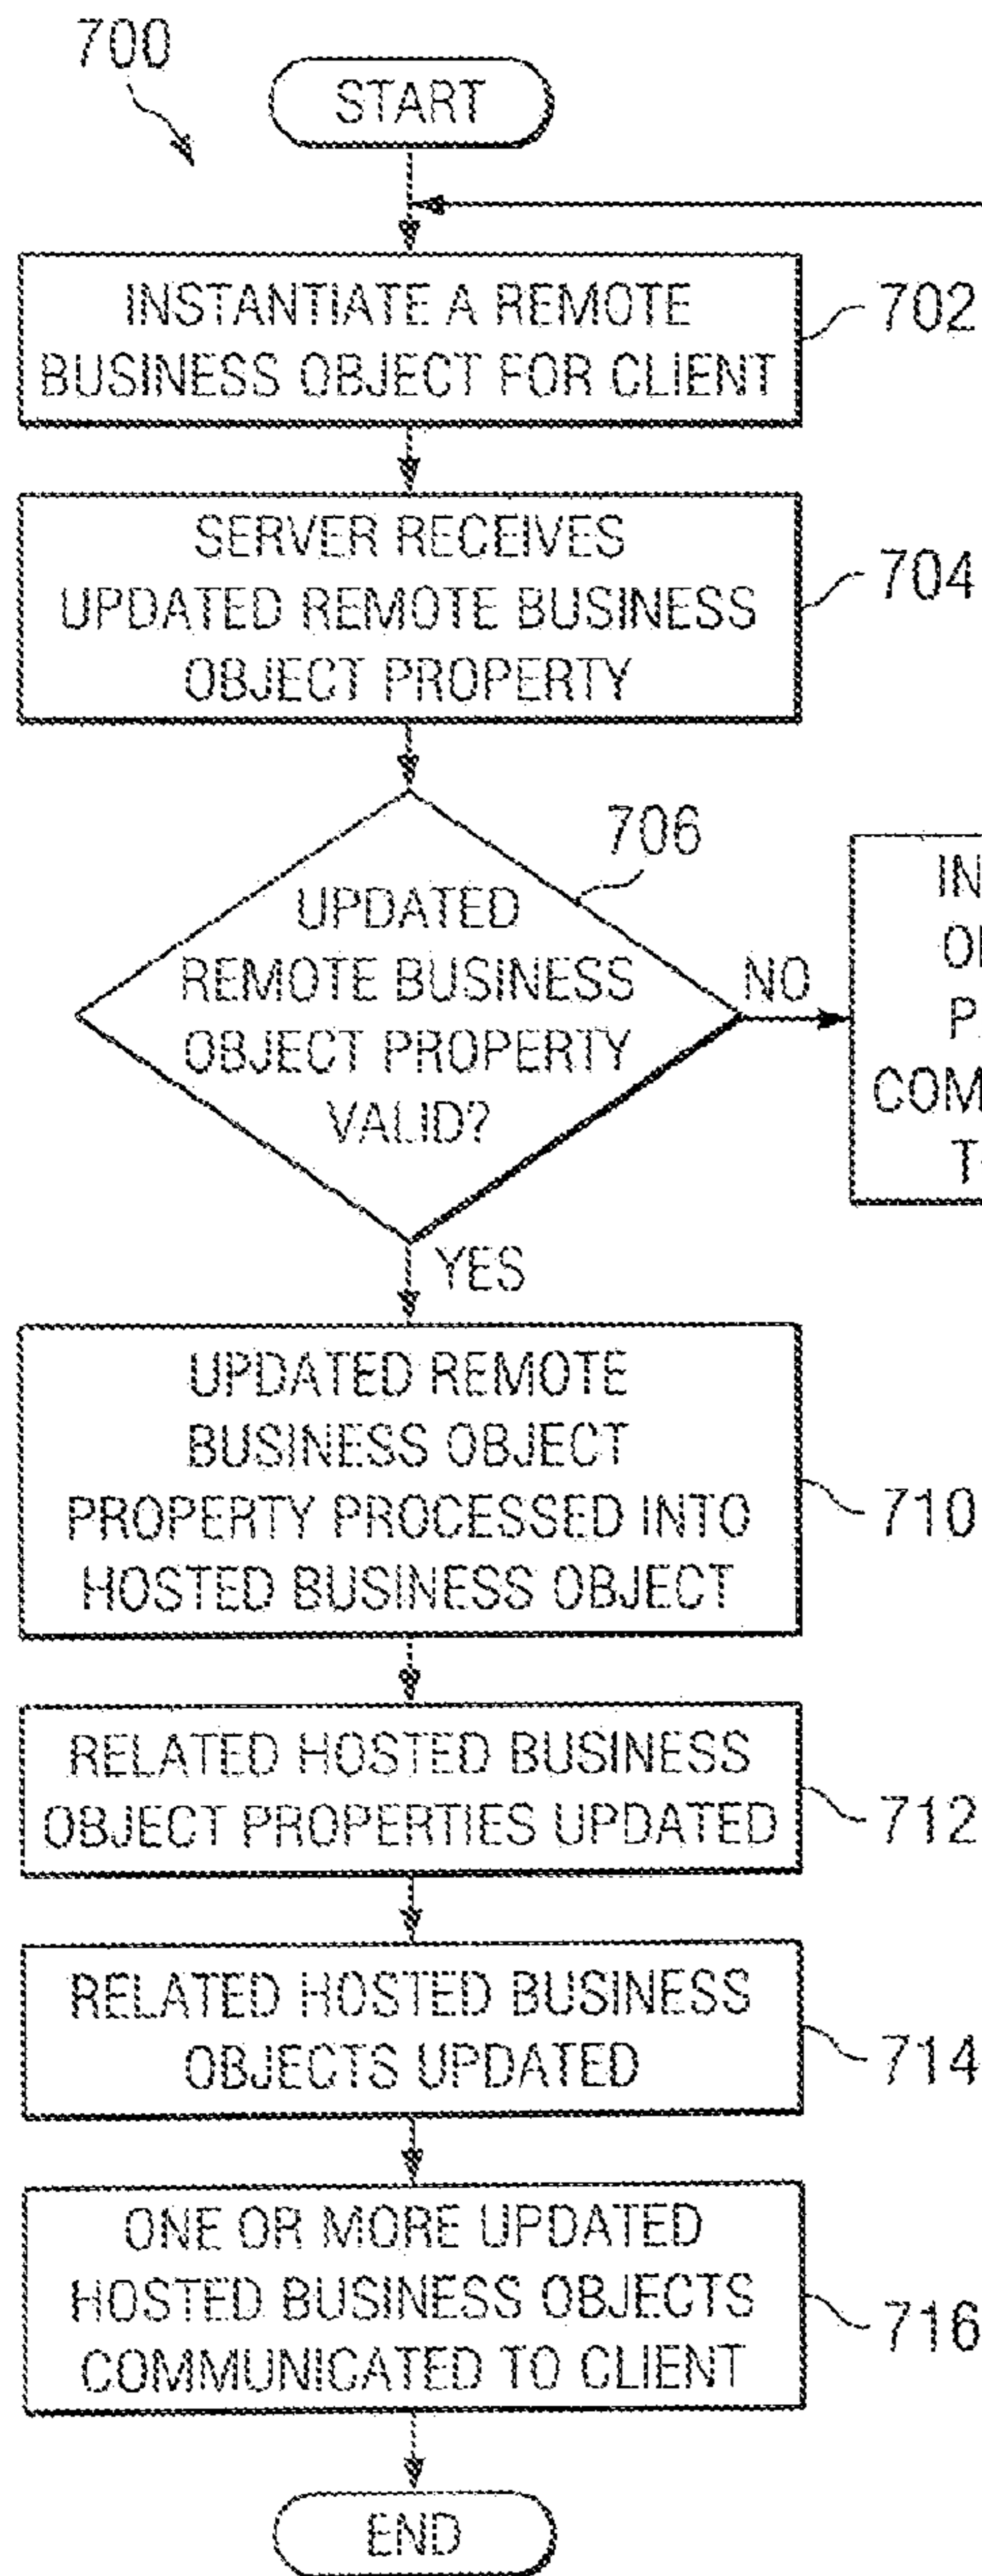 700
START
INSTANTIATE A REMOTE
BUSINESS OBJECT FOR CLIENT
702
SERVER RECEIVES
UPDATED REMOTE BUSINESS
OBJECT PROPERTY
704
706
UPDATED
REMOTE BUSINESS
OBJECT PROPERTY
VALID?
NO
YES
UPDATED REMOTE
BUSINESS OBJECT
PROPERTY PROCESSED INTO
HOSTED BUSINESS OBJECT
710
RELATED HOSTED BUSINESS
OBJECT PROPERTIES UPDATED
712
RELATED HOSTED BUSINESS
OBJECTS UPDATED
714
ONE OR MORE UPDATED
HOSTED BUSINESS OBJECTS
COMMUNICATED TO CLIENT
716
END